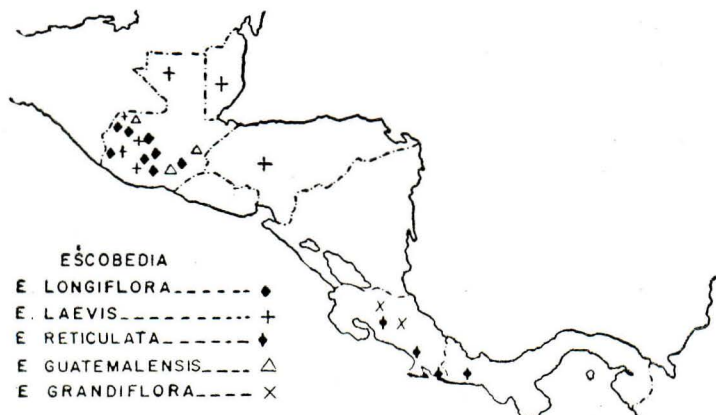 ESCOBEDIA
E. LONGIFLORA
E. LAEVIS
E RETICULATA
E GUATEMALENSIS
E GRANDIFLORA